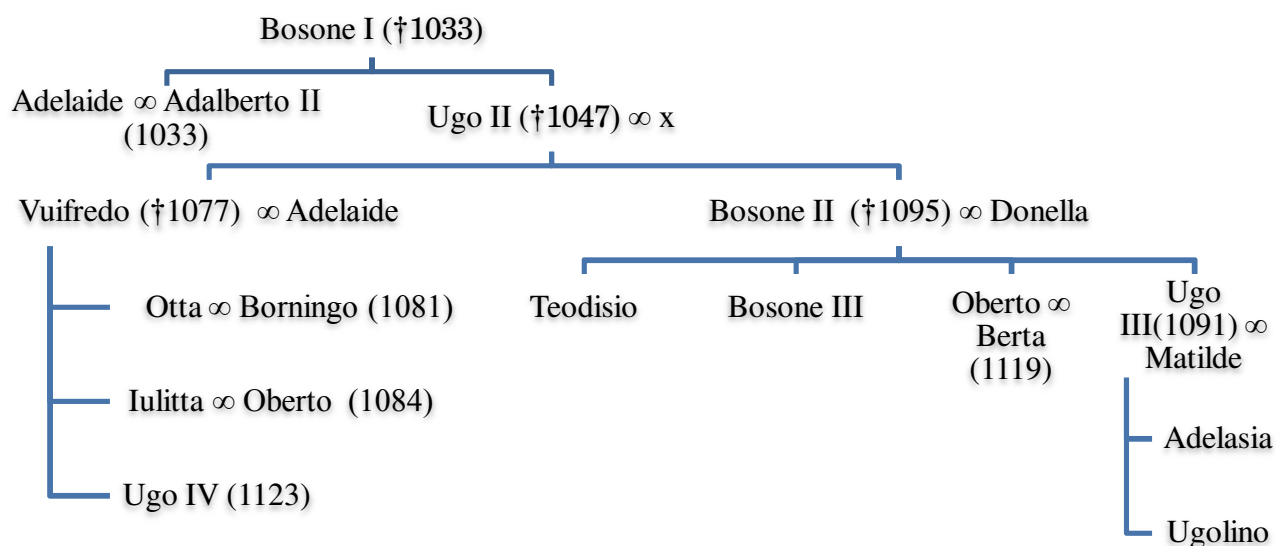 Bosone I (†1033)
Adelaide ∞ Adalberto II
(1033)
Ugo II (†1047) ∞ x
Vuifredo (†1077) ∞ Adelaide
Bosone II (†1095) ∞ Donella
Otta ∞ Borningo (1081)
Iulitta ∞ Oberto (1084)
Ugo IV (1123)
Teodisio
Bosone III
Oberto ∞
Berta
(1119)
Ugo
III(1091) ∞
Matilde
Adelasia
Ugolino